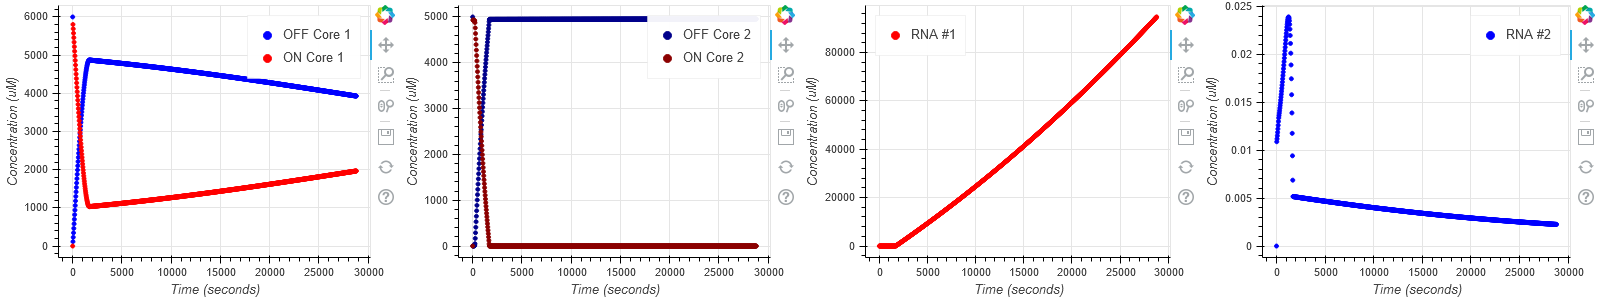 6000
5000
4000
3000
2000
1000
0
Concentration (uM)
OFF Core 1
ON Core 1
0 5000 10000 15000 20000 25000 30000
Time (seconds)
5000
4000
3000
2000
1000
0
Concentration (uM)
OFF Core 2
ON Core 2
0 5000 10000 15000 20000 25000 30000
Time (seconds)
80000
60000
40000
20000
0
Concentration (uM)
RNA #1
0 5000 10000 15000 20000 25000 30000
Time (seconds)
0.025
0.02
0.015
0.01
0.005
0
Concentration (uM)
RNA #2
0 5000 10000 15000 20000 25000 30000
Time (seconds)